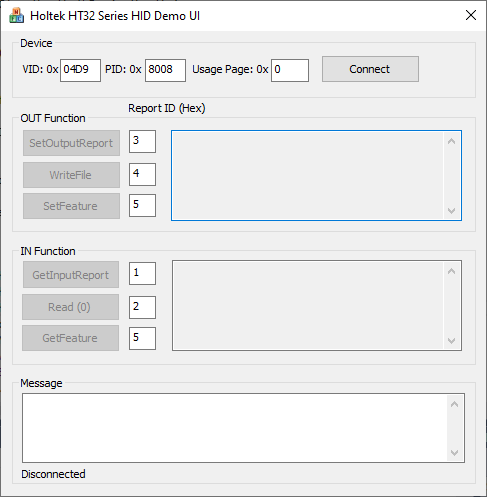 Holtek HT32 Series HID Demo UI
Device
VID: 0x 04D9 PID: 0x 8008 Usage Page: 0x 0 Connect
Report ID (Hex)
OUT Function
SetOutputReport 3
WriteFile 4
SetFeature 5
IN Function
GetInputReport 1
Read (0) 2
GetFeature 5
Message
Disconnected